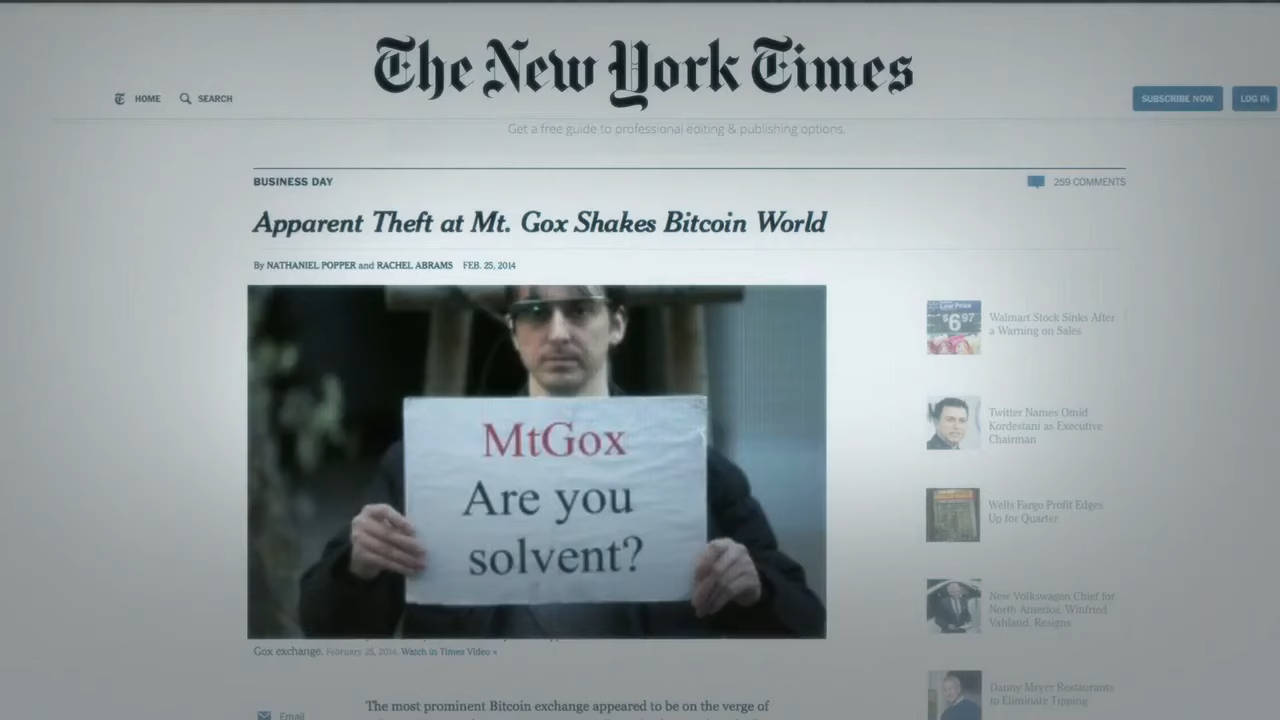 The New York Times
HOME
SEARCH
SUBSCRIBE NOW
LOG IN
Get a free guide to professional editing & publishing options.
BUSINESS DAY
259 COMMENTS
Apparent Theft at Mt. Gox Shakes Bitcoin World
By NATHANIEL POPPER and RACHEL ABRAMS FEB. 25, 2014
MtGox
Are you
solvent?
Gox exchange. February 25, 2014. Watch in Times Video »
Email
The most prominent Bitcoin exchange appeared to be on the verge of
Low Price
$6 97
Walmart Stock Sinks After
a Warning on Sales
Twitter Names Omid
Kordestani as Executive
Chairman
Wells Fargo Profit Edges
Up for Quarter
New Volkswagen Chief for
North America, Winfried
Vahland, Resigns
Danny Meyer Restaurants
to Eliminate Tipping